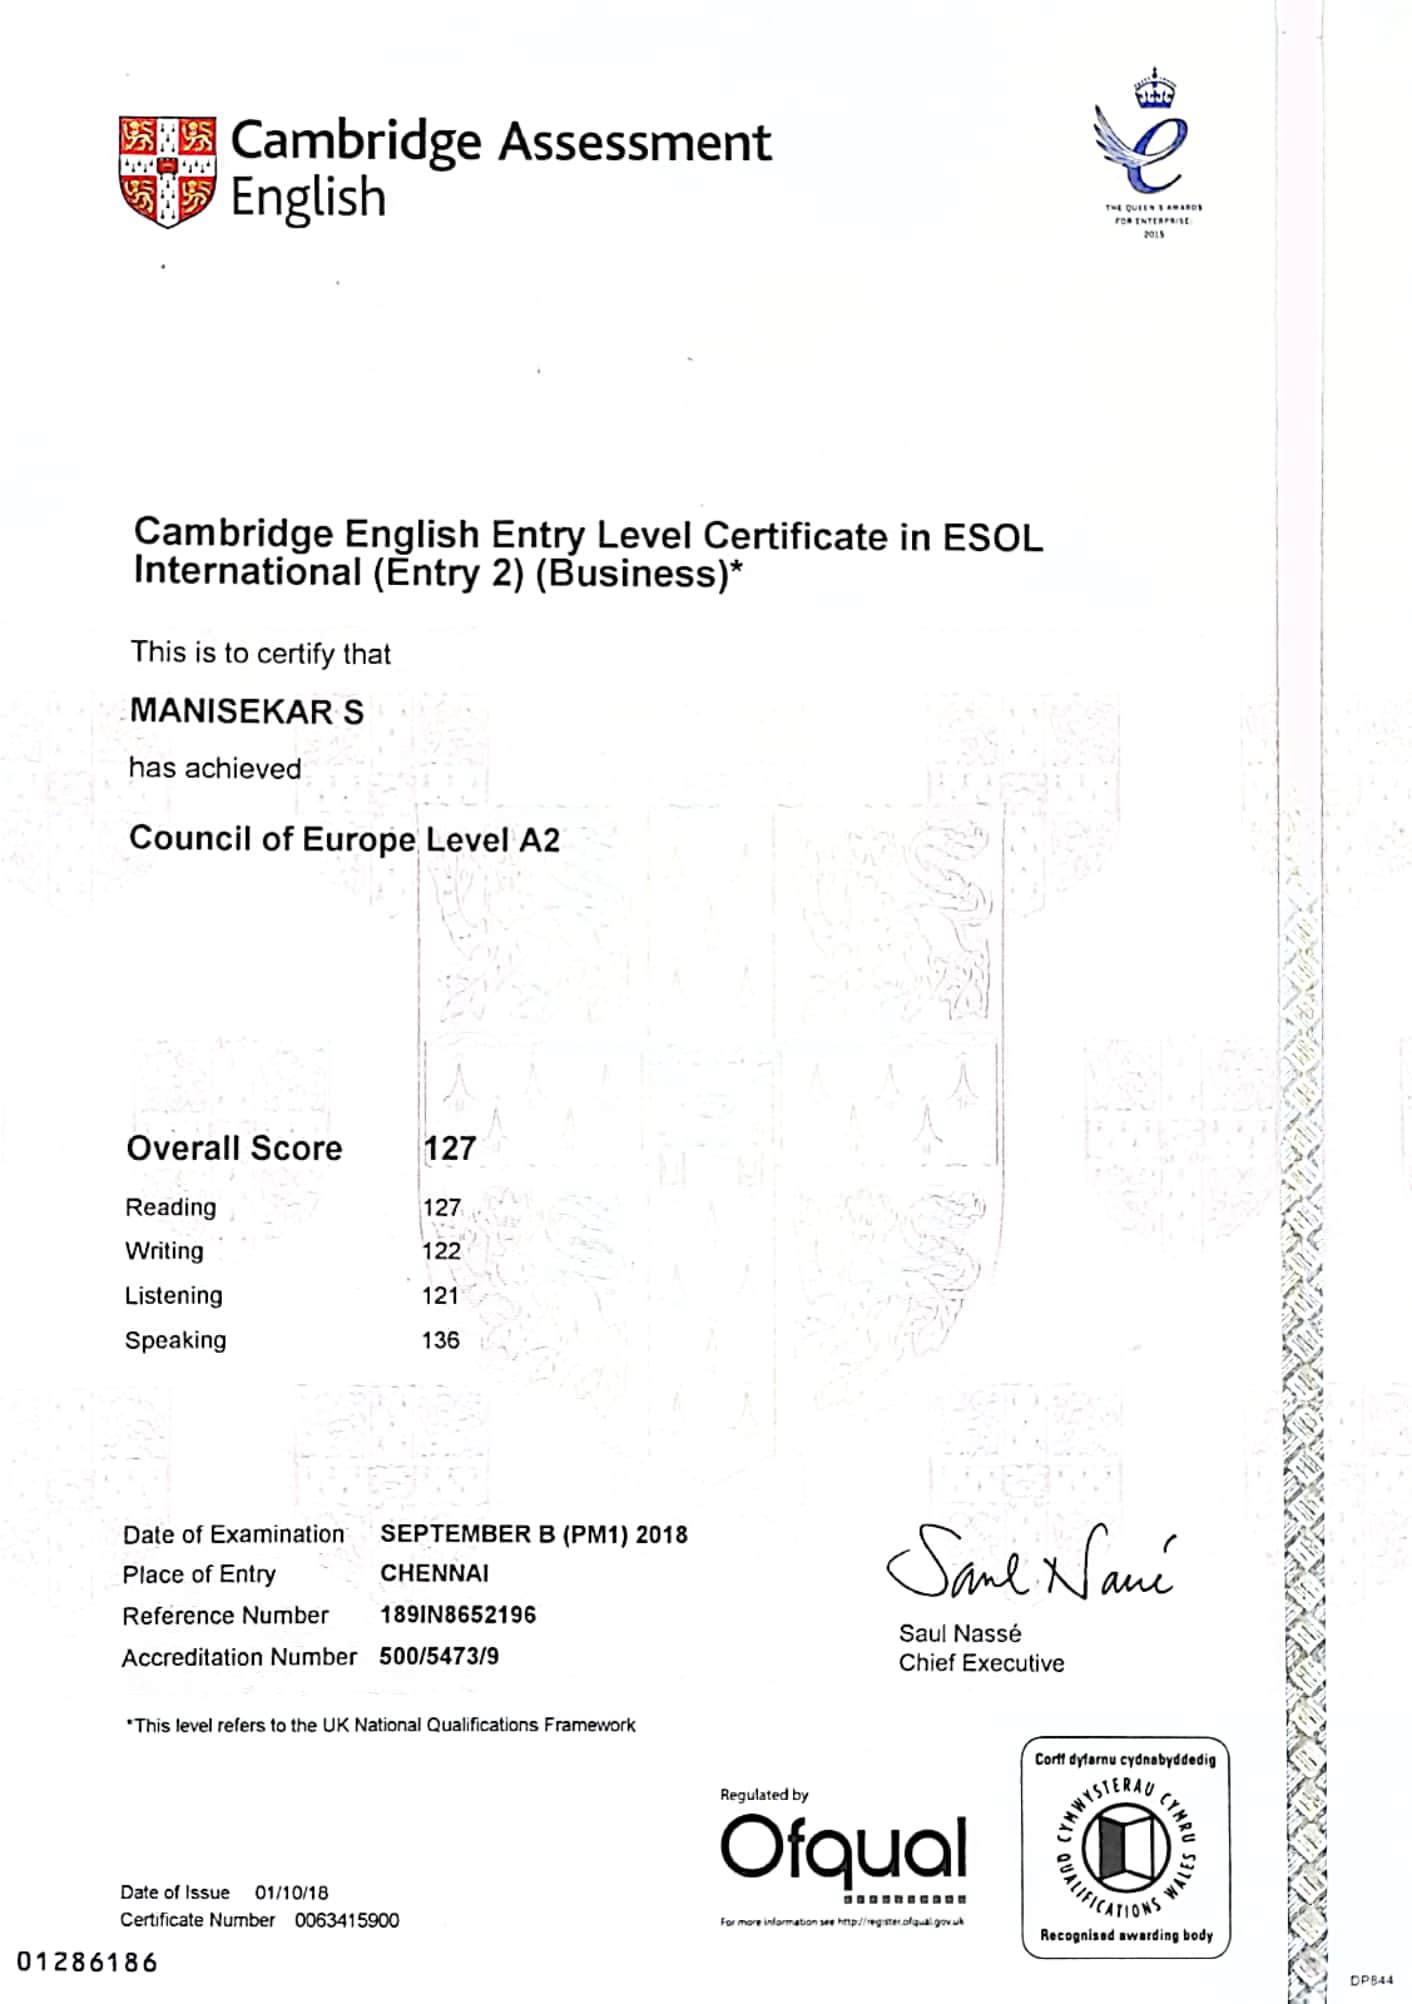 Cambridge Assessment
English
THE QUEEN'S AWARDS
FOR ENTERPRISE:
2015
Cambridge English Entry Level Certificate in ESOL
International (Entry 2) (Business)*
This is to certify that
MANISEKAR S
has achieved
Council of Europe Level A2
Overall Score 127
Reading 127
Writing 122
Listening 121
Speaking 136
Date of Examination SEPTEMBER B (PM1) 2018
Place of Entry CHENNAI
Reference Number 189IN8652196
Accreditation Number 500/5473/9
*This level refers to the UK National Qualifications Framework
Saul Nassé
Saul Nassé
Chief Executive
Regulated by
Ofqual
For more information see http://register.ofqual.gov.uk
Corff dyfarnu cydnabyddedig
CYMWYSTERAU CYMRU
QUALIFICATIONS WALES
Recognised awarding body
Date of Issue 01/10/18
Certificate Number 0063415900
01286186
DP844